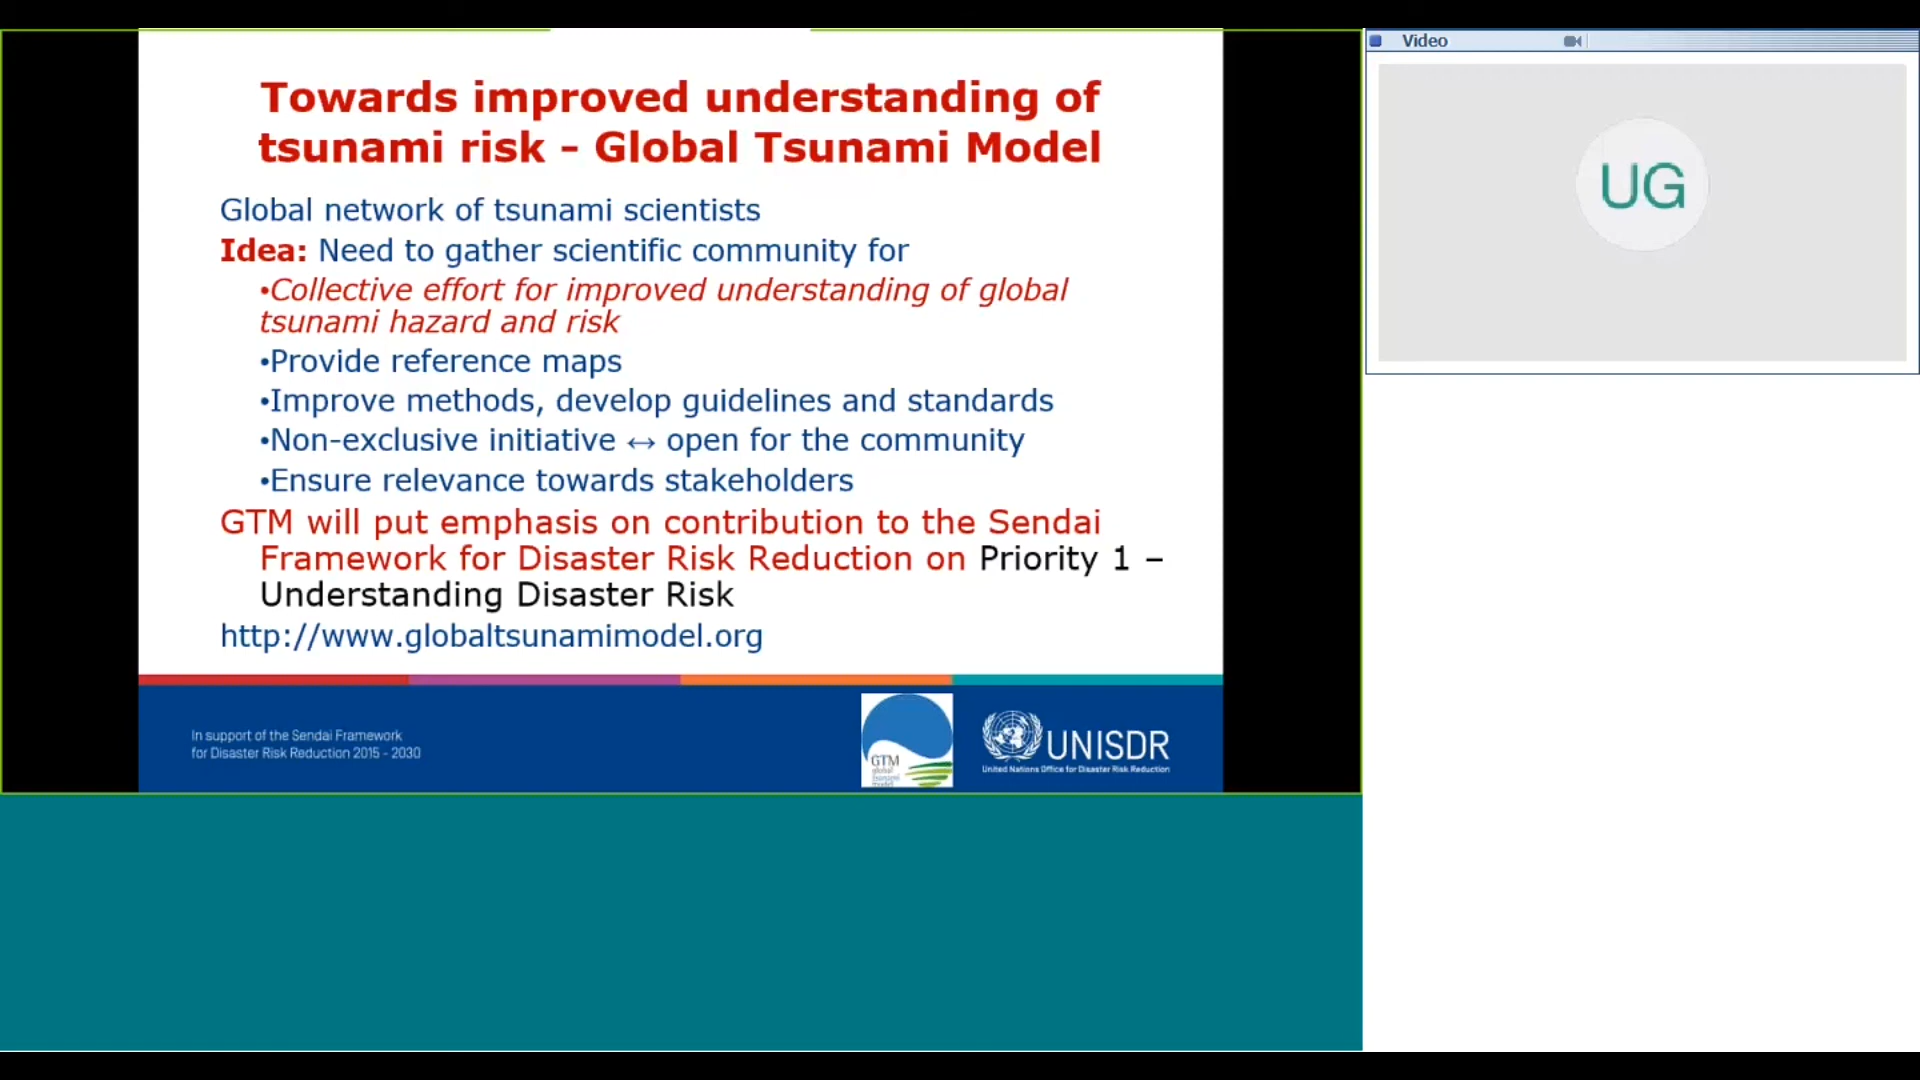 Towards improved understanding of
tsunami risk – Global Tsunami Model
Global network of tsunami scientists
Idea: Need to gather scientific community for
•Collective effort for improved understanding of global
tsunami hazard and risk
•Provide reference maps
•Improve methods, develop guidelines and standards
•Non-exclusive initiative ↔ open for the community
•Ensure relevance towards stakeholders
GTM will put emphasis on contribution to the Sendai
Framework for Disaster Risk Reduction on Priority 1 –
Understanding Disaster Risk
http://www.globaltsunamimodel.org
In support of the Sendai Framework
for Disaster Risk Reduction 2015 - 2030
GTM
global
tsunami
model
UNISDR
United Nations Office for Disaster Risk Reduction
Video
UG